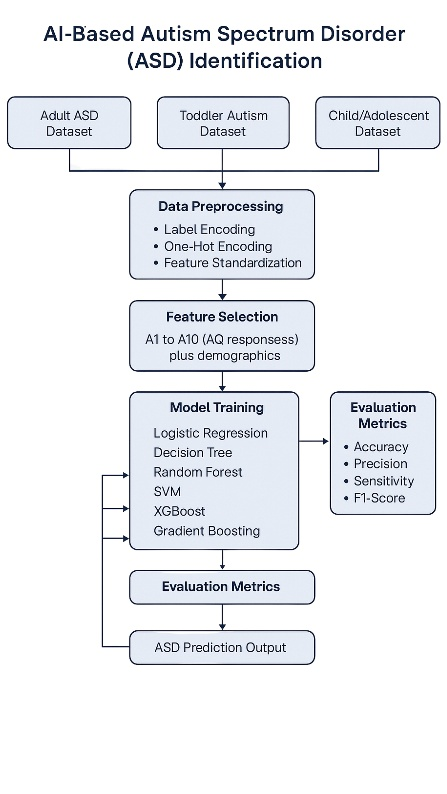 AI-Based Autism Spectrum Disorder
(ASD) Identification
Adult ASD
Dataset
Toddler Autism
Dataset
Child/Adolescent
Dataset
Data Preprocessing
• Label Encoding
• One-Hot Encoding
• Feature Standardization
Feature Selection
A1 to A10 (AQ responsess)
plus demographics
Model Training
Logistic Regression
Decision Tree
Random Forest
SVM
XGBoost
Gradient Boosting
Evaluation
Metrics
• Accuracy
• Precision
• Sensitivity
• F1-Score
Evaluation Metrics
ASD Prediction Output